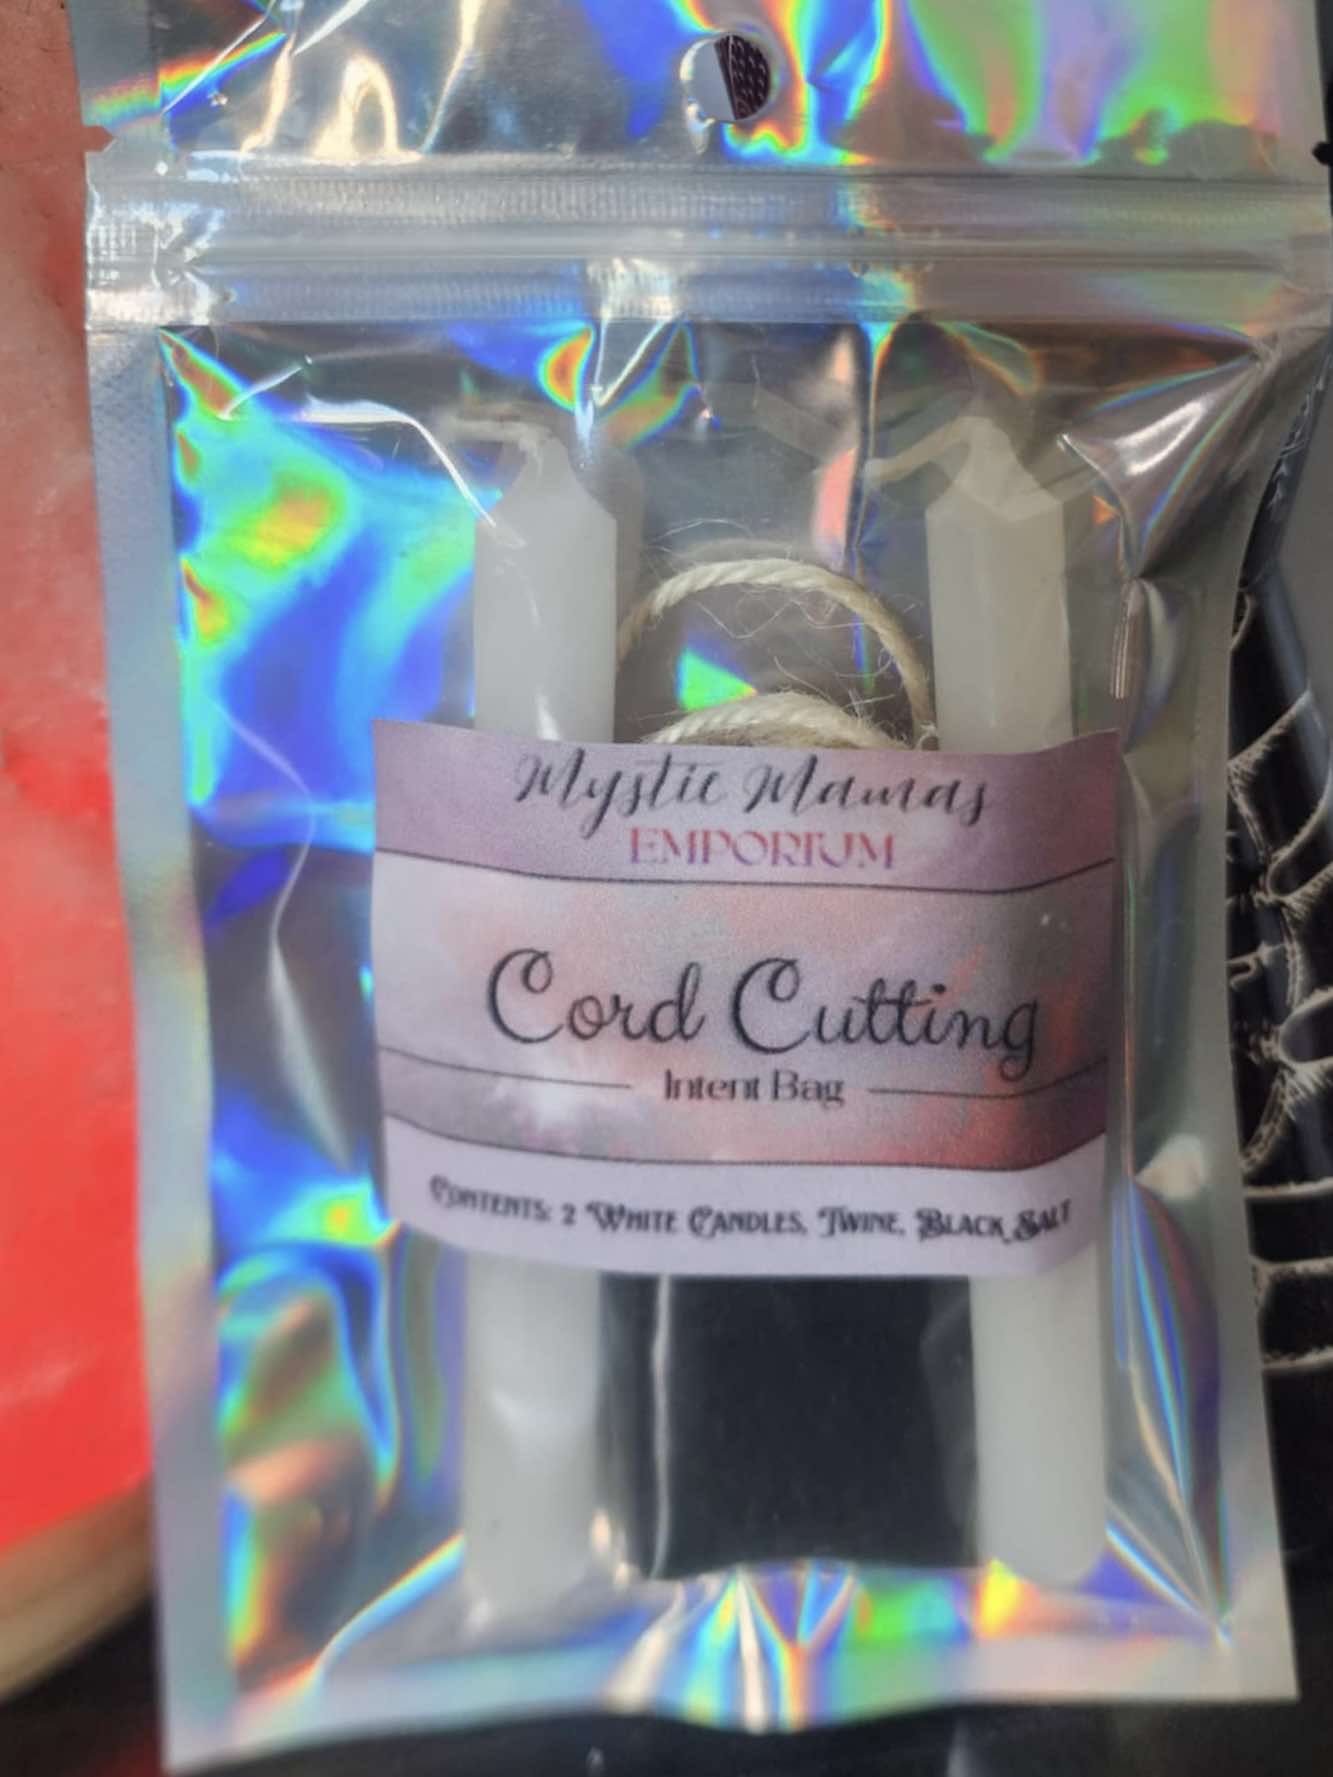 Mystic Mamas
EMPORIUM
Cord Cutting
Intent Bag
CONTENTS: 2 WHITE CANDLES, TWINE, BLACK SALT